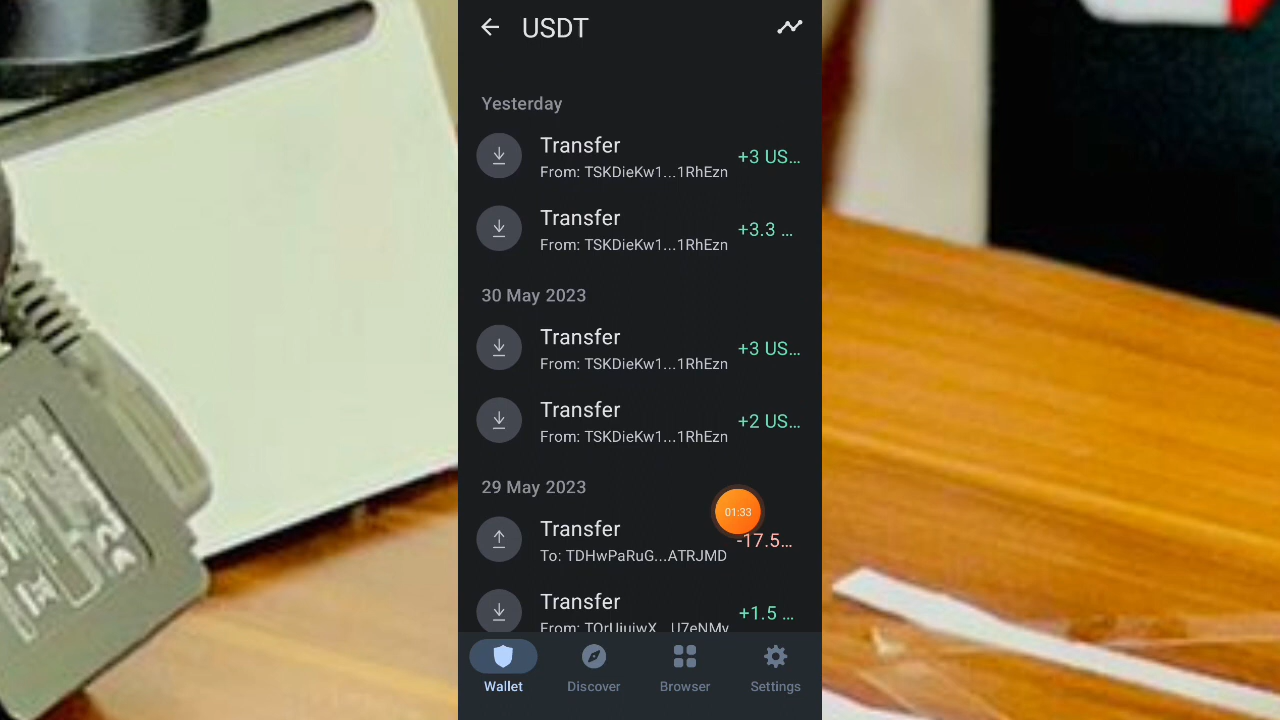 USDT
Yesterday
Transfer
+3 US...
From: TSKDieKw1...1RhEzn
Transfer
+3.3 ...
From: TSKDieKw1...1RhEzn
30 May 2023
Transfer
+3 US...
From: TSKDieKw1...1RhEzn
Transfer
+2 US...
From: TSKDieKw1...1RhEzn
29 May 2023
01:33
Transfer
-17.5...
To: TDHwPaRuG...ATRJMD
Transfer
+1.5 ...
From:
Wallet
Discover
Browser
Settings